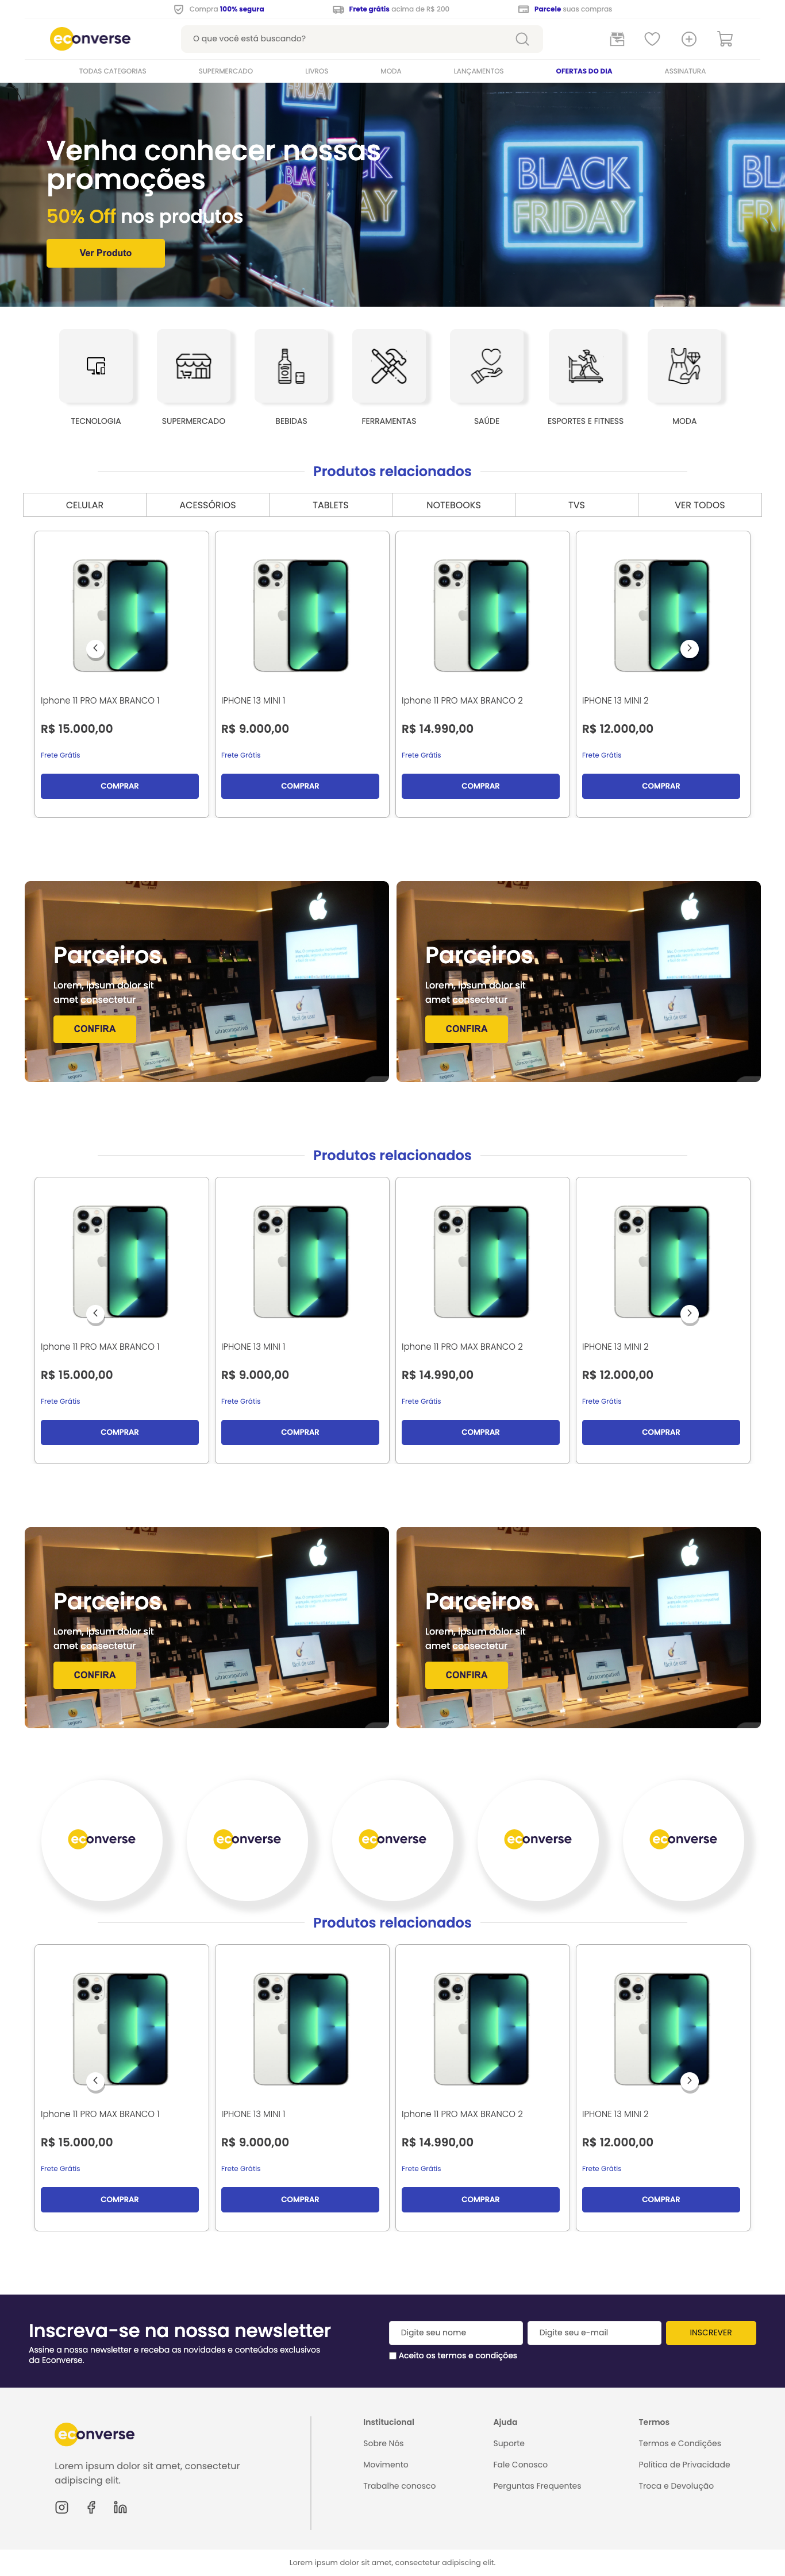 Compra 100% segura
Frete grátis acima de R$ 200
Parcele suas compras
econverse
O que você está buscando?
TODAS CATEGORIAS
SUPERMERCADO
LIVROS
MODA
LANÇAMENTOS
OFERTAS DO DIA
ASSINATURA
FRIDAY
BLACK
FRIDAY
BLACK
FRIDAY
Venha conhecer nossas
promoções
50% Off nos produtos
Ver Produto
TECNOLOGIA
SUPERMERCADO
BEBIDAS
FERRAMENTAS
SAÚDE
ESPORTES E FITNESS
MODA
Produtos relacionados
CELULAR
ACESSÓRIOS
TABLETS
NOTEBOOKS
TVS
VER TODOS
Iphone 11 PRO MAX BRANCO 1
R$ 15.000,00
Frete Grátis
COMPRAR
IPHONE 13 MINI 1
R$ 9.000,00
Frete Grátis
COMPRAR
Iphone 11 PRO MAX BRANCO 2
R$ 14.990,00
Frete Grátis
COMPRAR
IPHONE 13 MINI 2
R$ 12.000,00
Frete Grátis
COMPRAR
Parceiros
Lorem, ipsum dolor sit
amet consectetur
CONFIRA
Parceiros
Lorem, ipsum dolor sit
amet consectetur
CONFIRA
Produtos relacionados
Iphone 11 PRO MAX BRANCO 1
R$ 15.000,00
Frete Grátis
COMPRAR
IPHONE 13 MINI 1
R$ 9.000,00
Frete Grátis
COMPRAR
Iphone 11 PRO MAX BRANCO 2
R$ 14.990,00
Frete Grátis
COMPRAR
IPHONE 13 MINI 2
R$ 12.000,00
Frete Grátis
COMPRAR
Parceiros
Lorem, ipsum dolor sit
amet consectetur
CONFIRA
Parceiros
Lorem, ipsum dolor sit
amet consectetur
CONFIRA
econverse
econverse
econverse
econverse
econverse
Produtos relacionados
Iphone 11 PRO MAX BRANCO 1
R$ 15.000,00
Frete Grátis
COMPRAR
IPHONE 13 MINI 1
R$ 9.000,00
Frete Grátis
COMPRAR
Iphone 11 PRO MAX BRANCO 2
R$ 14.990,00
Frete Grátis
COMPRAR
IPHONE 13 MINI 2
R$ 12.000,00
Frete Grátis
COMPRAR
Inscreva-se na nossa newsletter
Assine a nossa newsletter e receba as novidades e conteúdos exclusivos
da Econverse.
Digite seu nome
Digite seu e-mail
INSCREVER
Aceito os termos e condições
econverse
Lorem ipsum dolor sit amet, consectetur
adipiscing elit.
Institucional
Sobre Nós
Movimento
Trabalhe conosco
Ajuda
Suporte
Fale Conosco
Perguntas Frequentes
Termos
Termos e Condições
Política de Privacidade
Troca e Devolução
Lorem ipsum dolor sit amet, consectetur adipiscing elit.